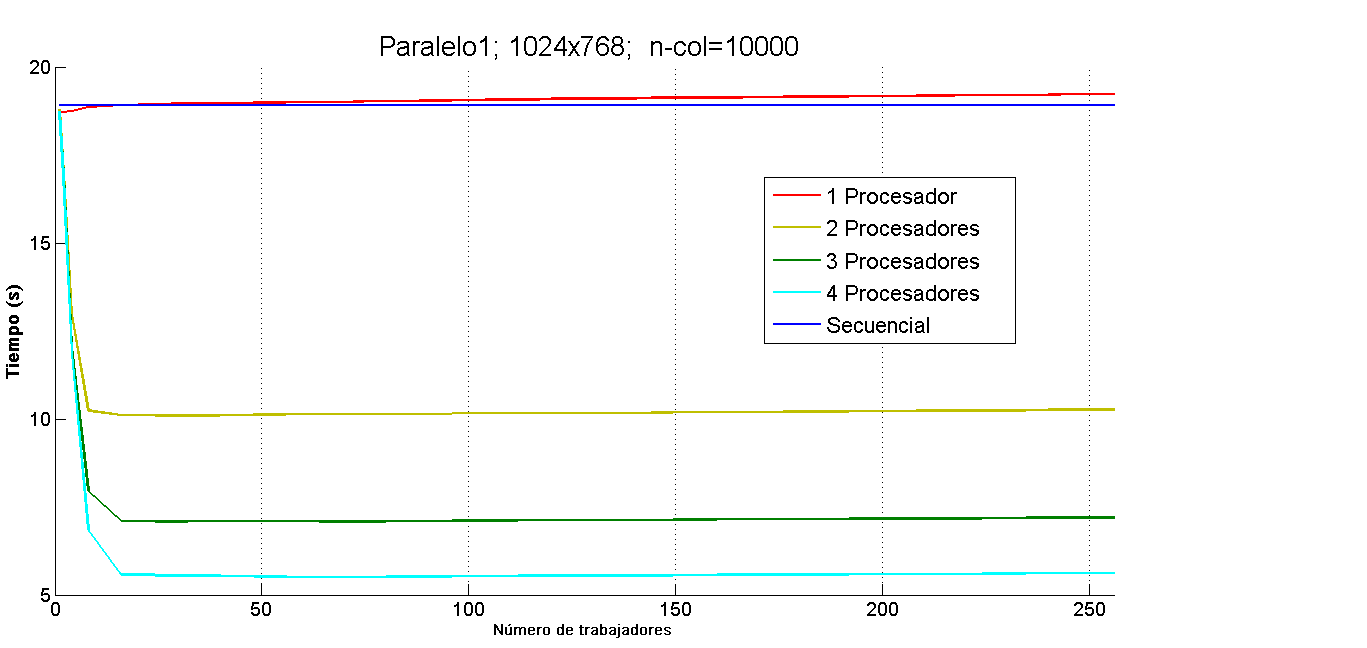 Paralelo1; 1024x768;  n-col=10000
20
15
10
5
Tiempo (s)
1 Procesador
2 Procesadores
3 Procesadores
4 Procesadores
Secuencial
0 50 100 150 200 250
Número de trabajadores